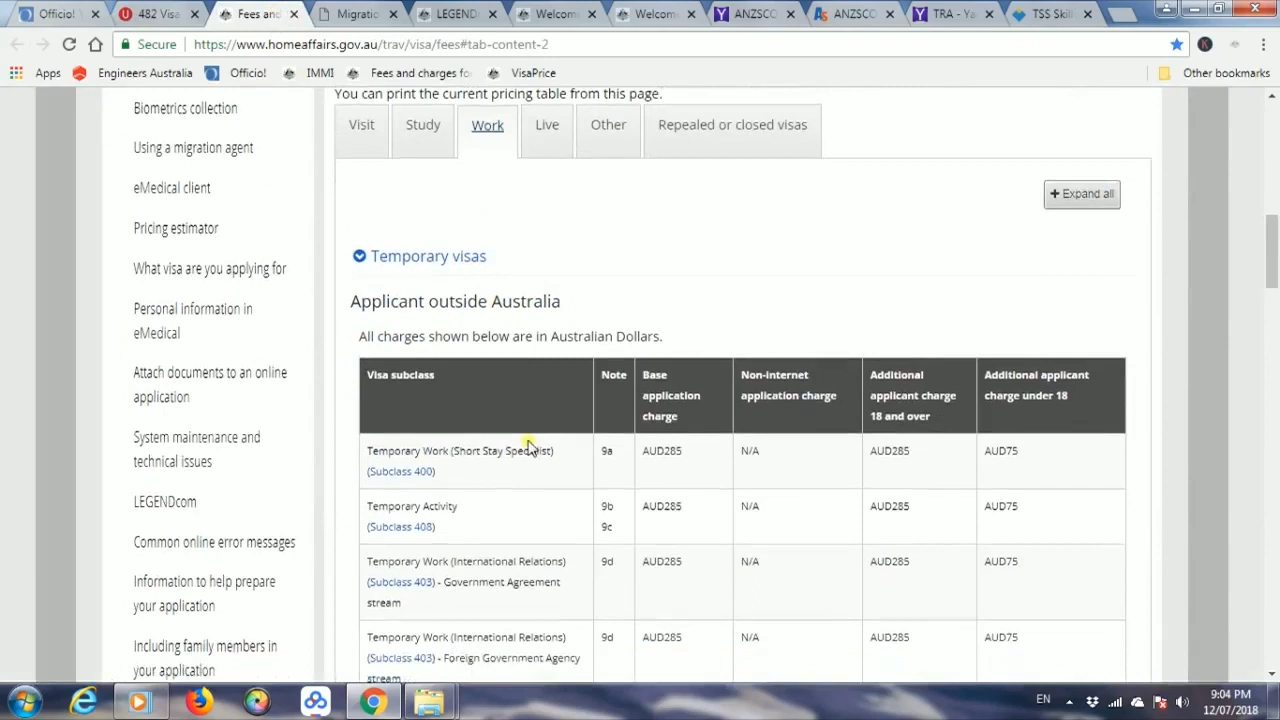 Officio!
482 Visa
Fees and
Migratio
LEGEND
Welcom
Welcom
ANZSCO
ANZSCO
TRA - Ya
TSS Skil
Secure
https://www.homeaffairs.gov.au/trav/visa/fees#tab-content-2
K
Apps
Engineers Australia
Officio!
IMMI
Fees and charges fo
VisaPrice
Other bookmarks
Biometrics collection
Using a migration agent
eMedical client
Pricing estimator
What visa are you applying for
Personal information in
eMedical
Attach documents to an online
application
System maintenance and
technical issues
LEGENDcom
Common online error messages
Information to help prepare
your application
Including family members in
your application
You can print the current pricing table from this page.
Visit
Study
Work
Live
Other
Repealed or closed visas
+ Expand all
Temporary visas
Applicant outside Australia
All charges shown below are in Australian Dollars.
Visa subclass
Note
Base
application
charge
Non-internet
application charge
Additional
applicant charge
18 and over
Additional applicant
charge under 18
Temporary Work (Short Stay Specialist)
(Subclass 400)
9a
AUD285
N/A
AUD285
AUD75
Temporary Activity
(Subclass 408)
9b
9c
AUD285
N/A
AUD285
AUD75
Temporary Work (International Relations)
(Subclass 403) - Government Agreement
stream
9d
AUD285
N/A
AUD285
AUD75
Temporary Work (International Relations)
(Subclass 403) - Foreign Government Agency
stream
9d
AUD285
N/A
AUD285
AUD75
EN
9:04 PM
12/07/2018